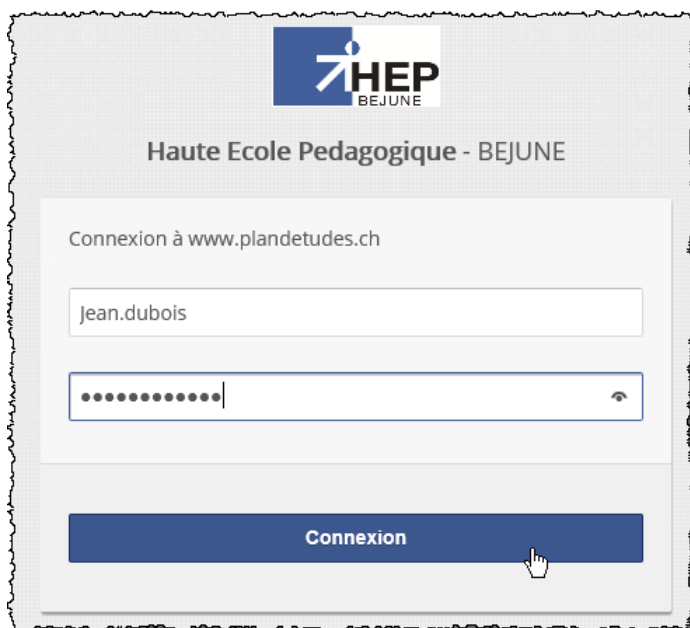 HEP
BEJUNE
Haute Ecole Pedagogique - BEJUNE
Connexion à www.plandetudes.ch
Jean.dubois
••••••••••••
Connexion